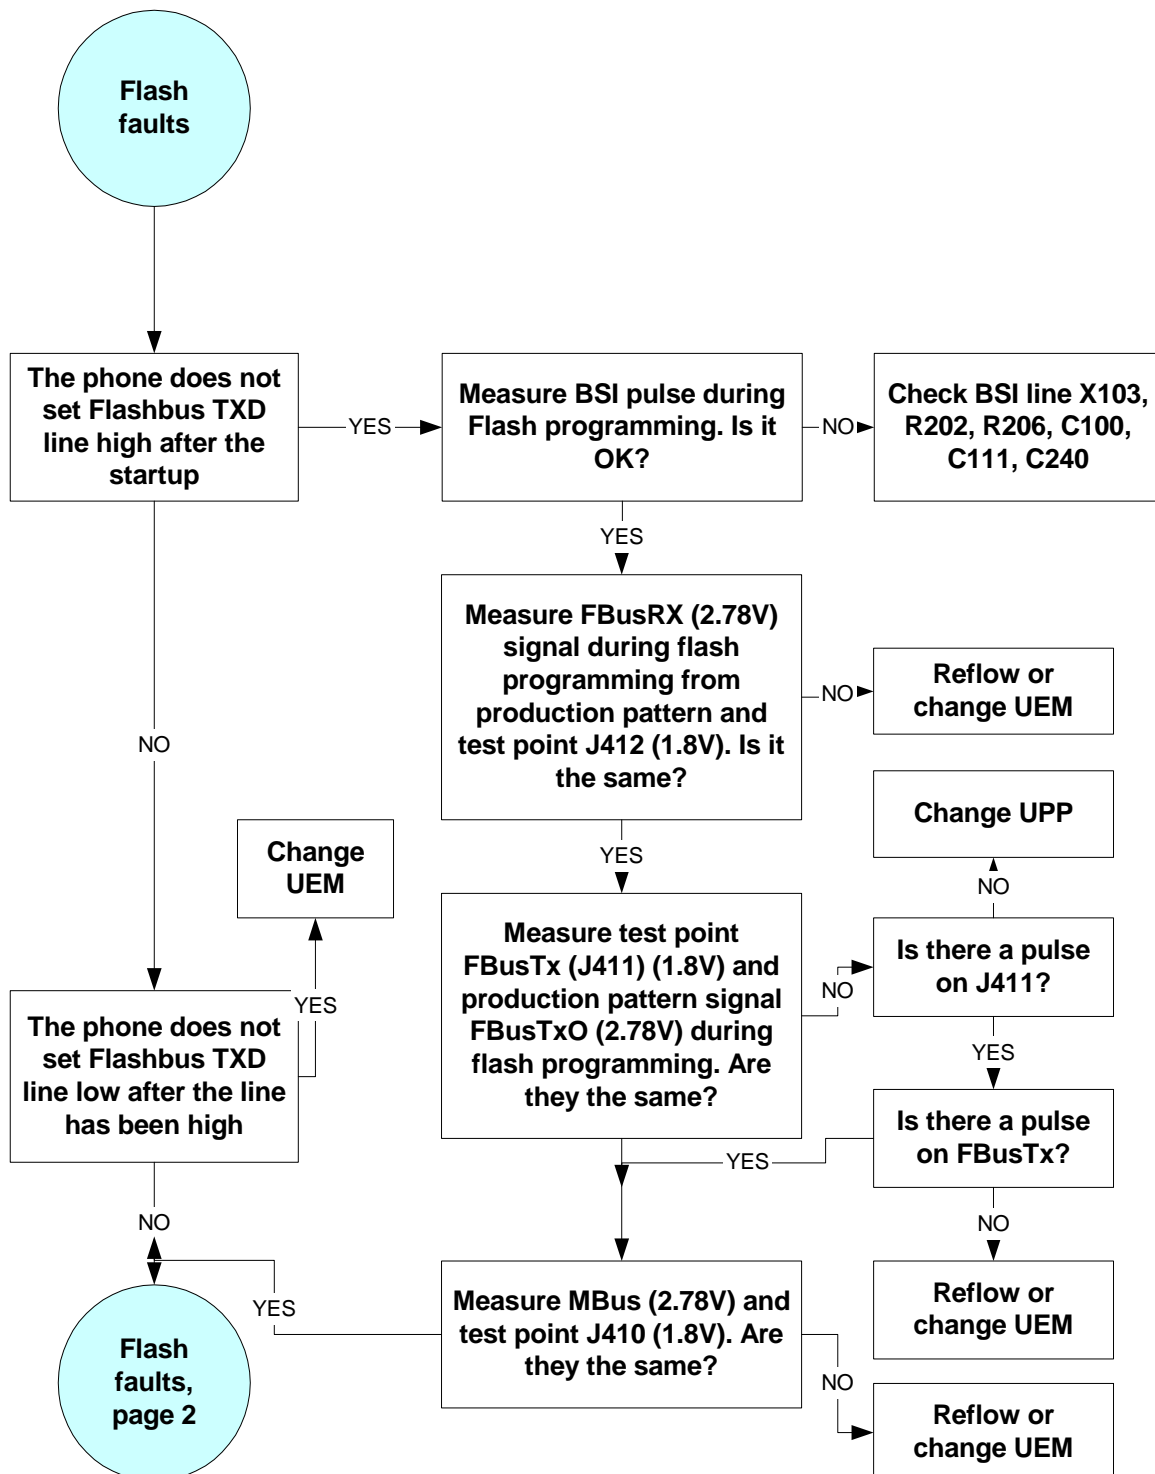 Flash
faults
The phone does not
set Flashbus TXD
line high after the
startup
YES
Measure BSI pulse during
Flash programming. Is it
OK?
NO
Check BSI line X103,
R202, R206, C100,
C111, C240
YES
Measure FBusRX (2.78V)
signal during flash
programming from
production pattern and
test point J412 (1.8V). Is it
the same?
NO
Reflow or
change UEM
NO
YES
Change UPP
NO
Change
UEM
YES
Measure test point
FBusTx (J411) (1.8V) and
production pattern signal
FBusTxO (2.78V) during
flash programming. Are
they the same?
NO
Is there a pulse
on J411?
YES
The phone does not
set Flashbus TXD
line low after the line
has been high
Is there a pulse
on FBusTx?
YES
NO
NO
Reflow or
change UEM
Measure MBus (2.78V) and
test point J410 (1.8V). Are
they the same?
YES
NO
Reflow or
change UEM
Flash
faults,
page 2